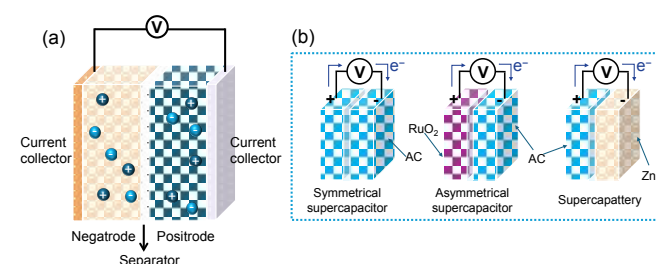 (a)
V
Current
collector
Current
collector
Negatrode
Positrode
Separator
(b)
V
e⁻
+
-
RuO₂
AC
Symmetrical
supercapacitor
V
e⁻
+
-
AC
Asymmetrical
supercapacitor
V
e⁻
+
-
Zn
Supercapattery